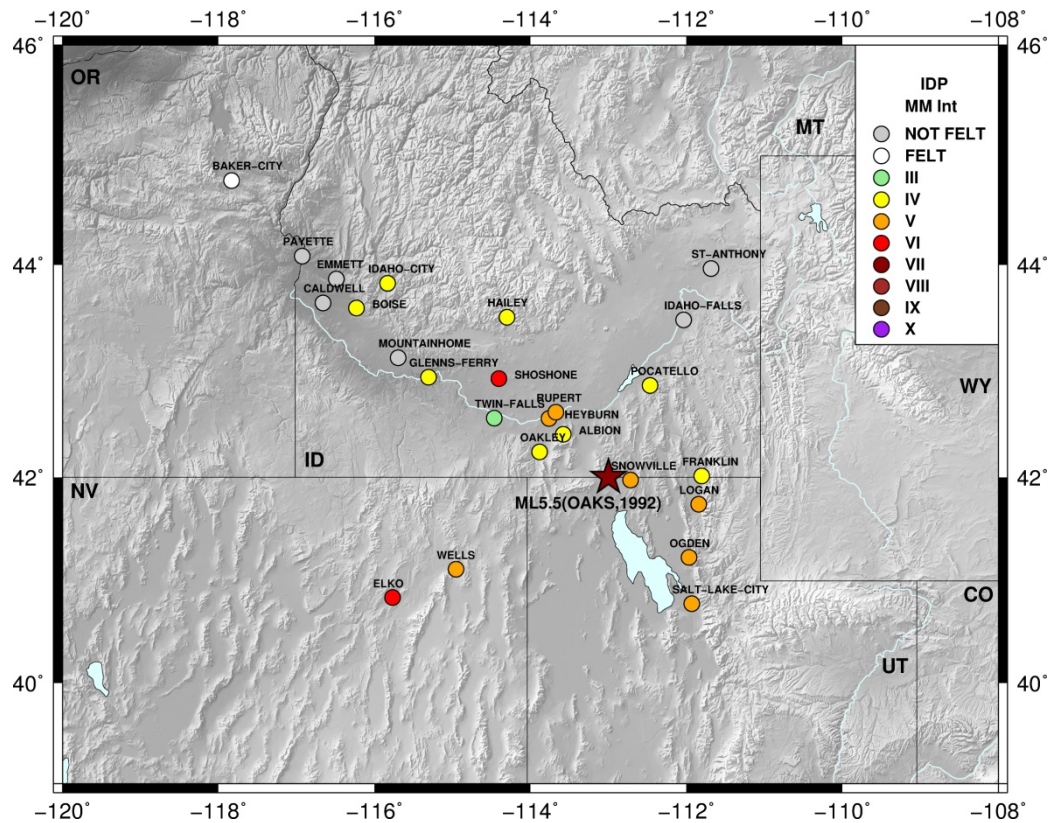 −120˚ −118˚ −116˚ −114˚ −112˚ −110˚ −108˚
46˚ 46˚
OR
IDP
MM Int
NOT FELT
MT
FELT
BAKER−CITY
III
IV
V
VI
PAYETTE
ST−ANTHONY
44˚ 44˚
EMMETT
IDAHO−CITY
VII
CALDWELL
VIII
BOISE
HAILEY
IDAHO−FALLS
IX
X
MOUNTAINHOME
GLENNS−FERRY
SHOSHONE
POCATELLO
WY
TWIN−FALLS
RUPERT
HEYBURN
ALBION
OAKLEY
ID
SNOWVILLE
FRANKLIN
42˚ 42˚
NV
LOGAN
ML5.5(OAKS,1992)
OGDEN
WELLS
ELKO
SALT−LAKE−CITY
CO
UT
40˚ 40˚
−120˚ −118˚ −116˚ −114˚ −112˚ −110˚ −108˚